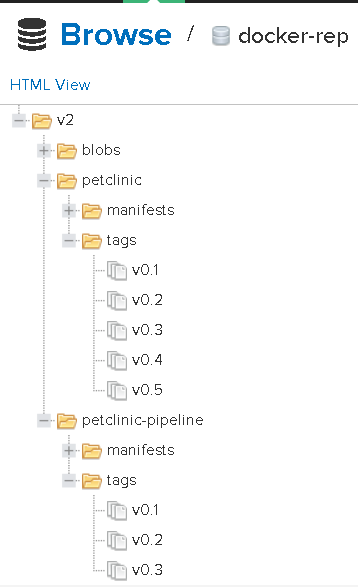 Browse / docker-rep
HTML View
v2
blobs
petclinic
manifests
tags
v0.1
v0.2
v0.3
v0.4
v0.5
petclinic-pipeline
manifests
tags
v0.1
v0.2
v0.3